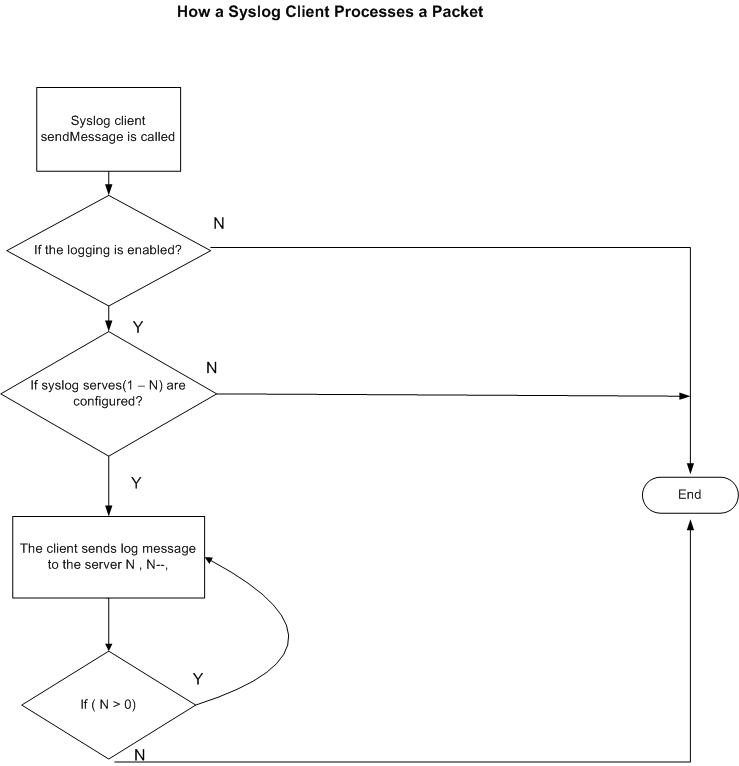 How a Syslog Client Processes a Packet
Syslog client
sendMessage is called
N
If the logging is enabled?
Y
N
If syslog serves(1 – N) are
configured?
Y
End
The client sends log message
to the server N , N--,
Y
If ( N > 0)
N